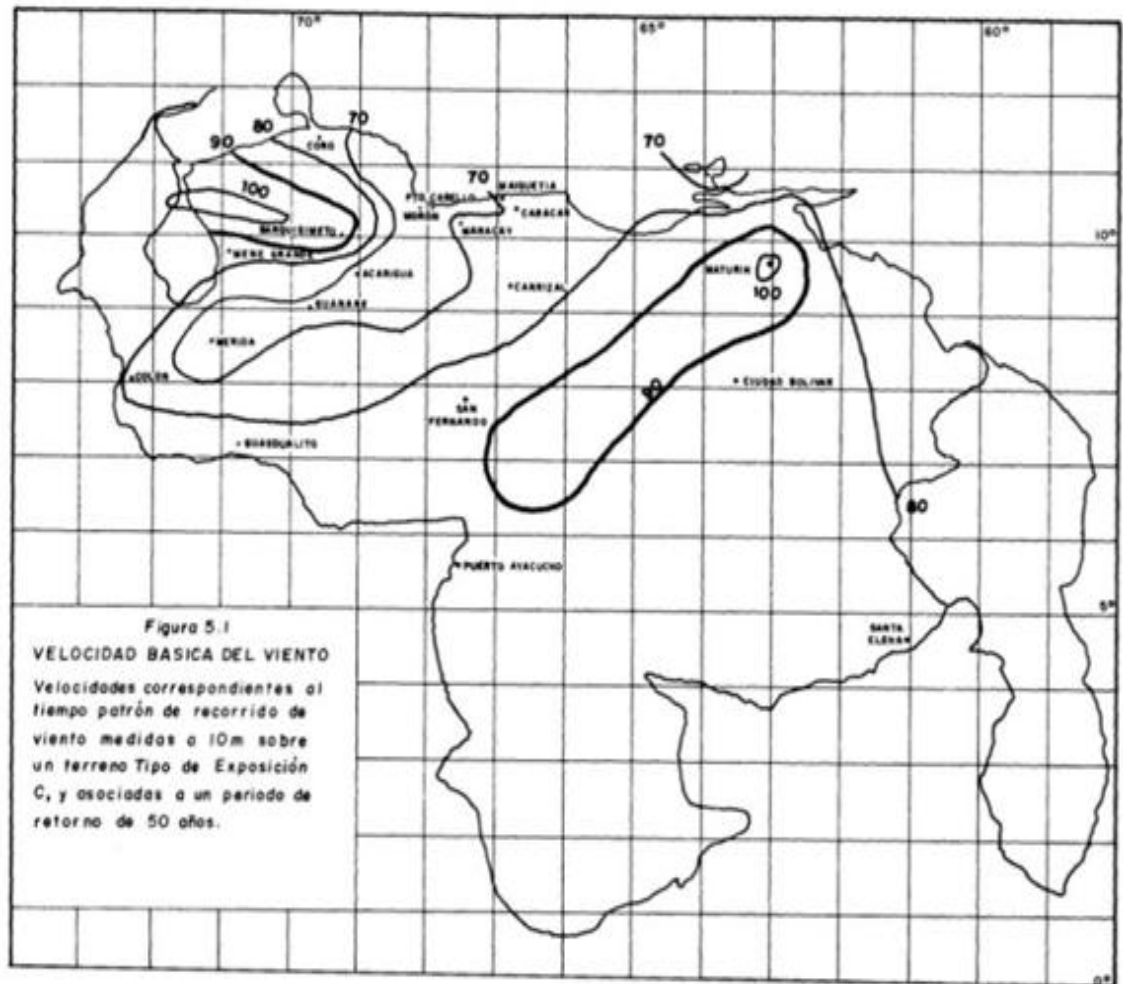 70°
65°
60°
90
80
70
CORO
100
70
70
MAIQUETIA
PTO. CABELLO
MORON
CARACAS
MARACAY
BARQUISIMETO
MENE GRANDE
10°
ACARIGUA
CARRIZAL
MATURIN
100
GUANARE
MERIDA
COLON
CIUDAD BOLIVAR
SAN
FERNANDO
GUASDUALITO
80
PUERTO AYACUCHO
5°
SANTA
Figura 5.1
VELOCIDAD BASICA DEL VIENTO
Velocidades correspondientes al
tiempo patrón de recorrido de
viento medidas a 10m sobre
un terreno Tipo de Exposición
C, y asociadas a un periodo de
retorno de 50 años.
0°